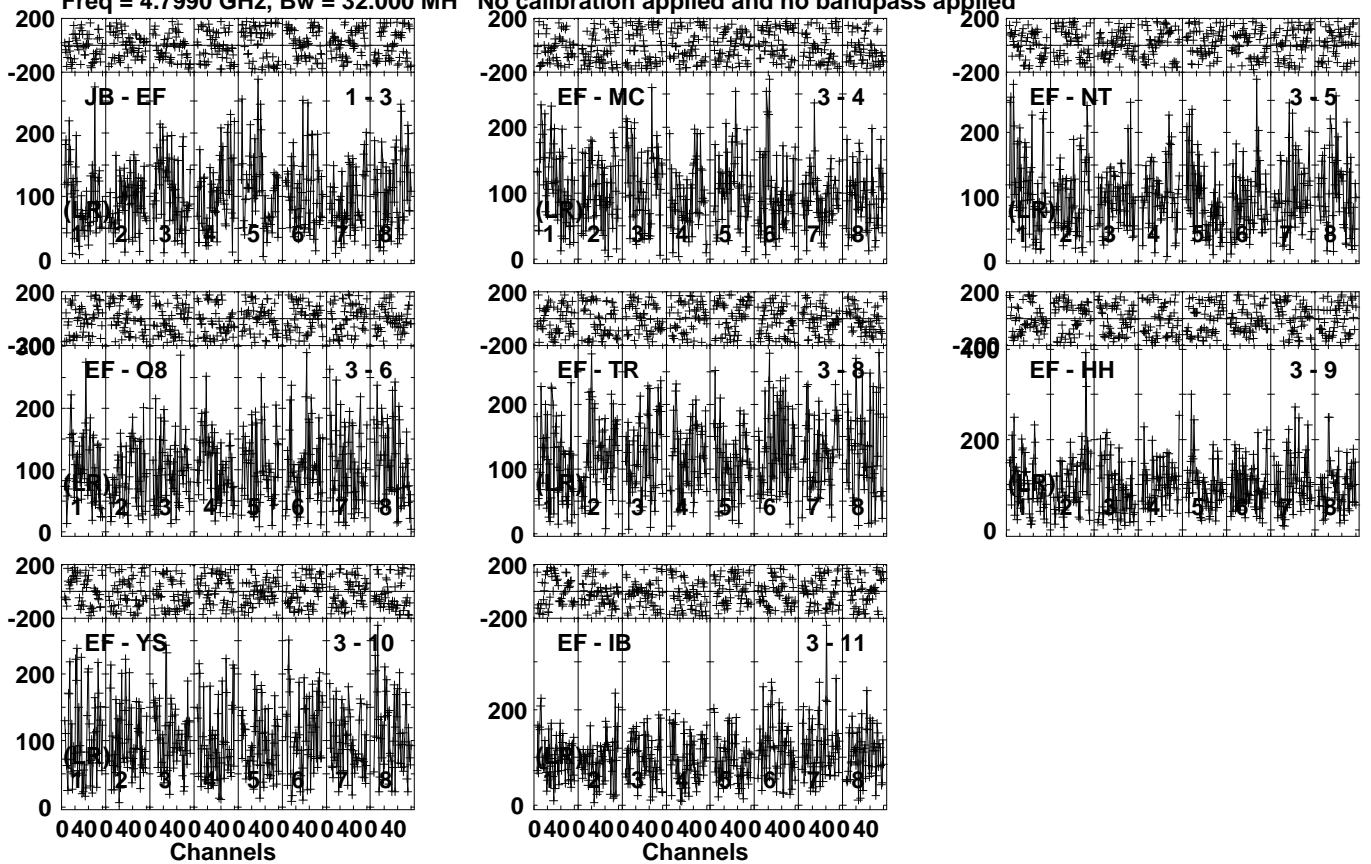 Freq = 4.7990 GHz, Bw = 32.000 MH No calibration applied and no bandpass applied
200
-200
JB - EF 1 - 3
200
100
0
(LR)
1 2 3 4 5 6 7 8
200
-200
EF - MC 3 - 4
200
100
0
(LR)
1 2 3 4 5 6 7 8
200
-200
EF - NT 3 - 5
200
100
0
(LR)
1 2 3 4 5 6 7 8
200
-200
300
EF - O8 3 - 6
200
100
0
(LR)
1 2 3 4 5 6 7 8
200
-200
EF - TR 3 - 8
200
100
0
(LR)
1 2 3 4 5 6 7 8
200
-200
400
EF - HH 3 - 9
200
0
(LR)
1 2 3 4 5 6 7 8
200
-200
EF - YS 3 - 10
200
100
0
(LR)
1 2 3 4 5 6 7 8
0 40 0 40 0 40 0 40 0 40 0 40 0 40 0 40
Channels
200
-200
EF - IB 3 - 11
200
0
(LR)
1 2 3 4 5 6 7 8
0 40 0 40 0 40 0 40 0 40 0 40 0 40 0 40
Channels